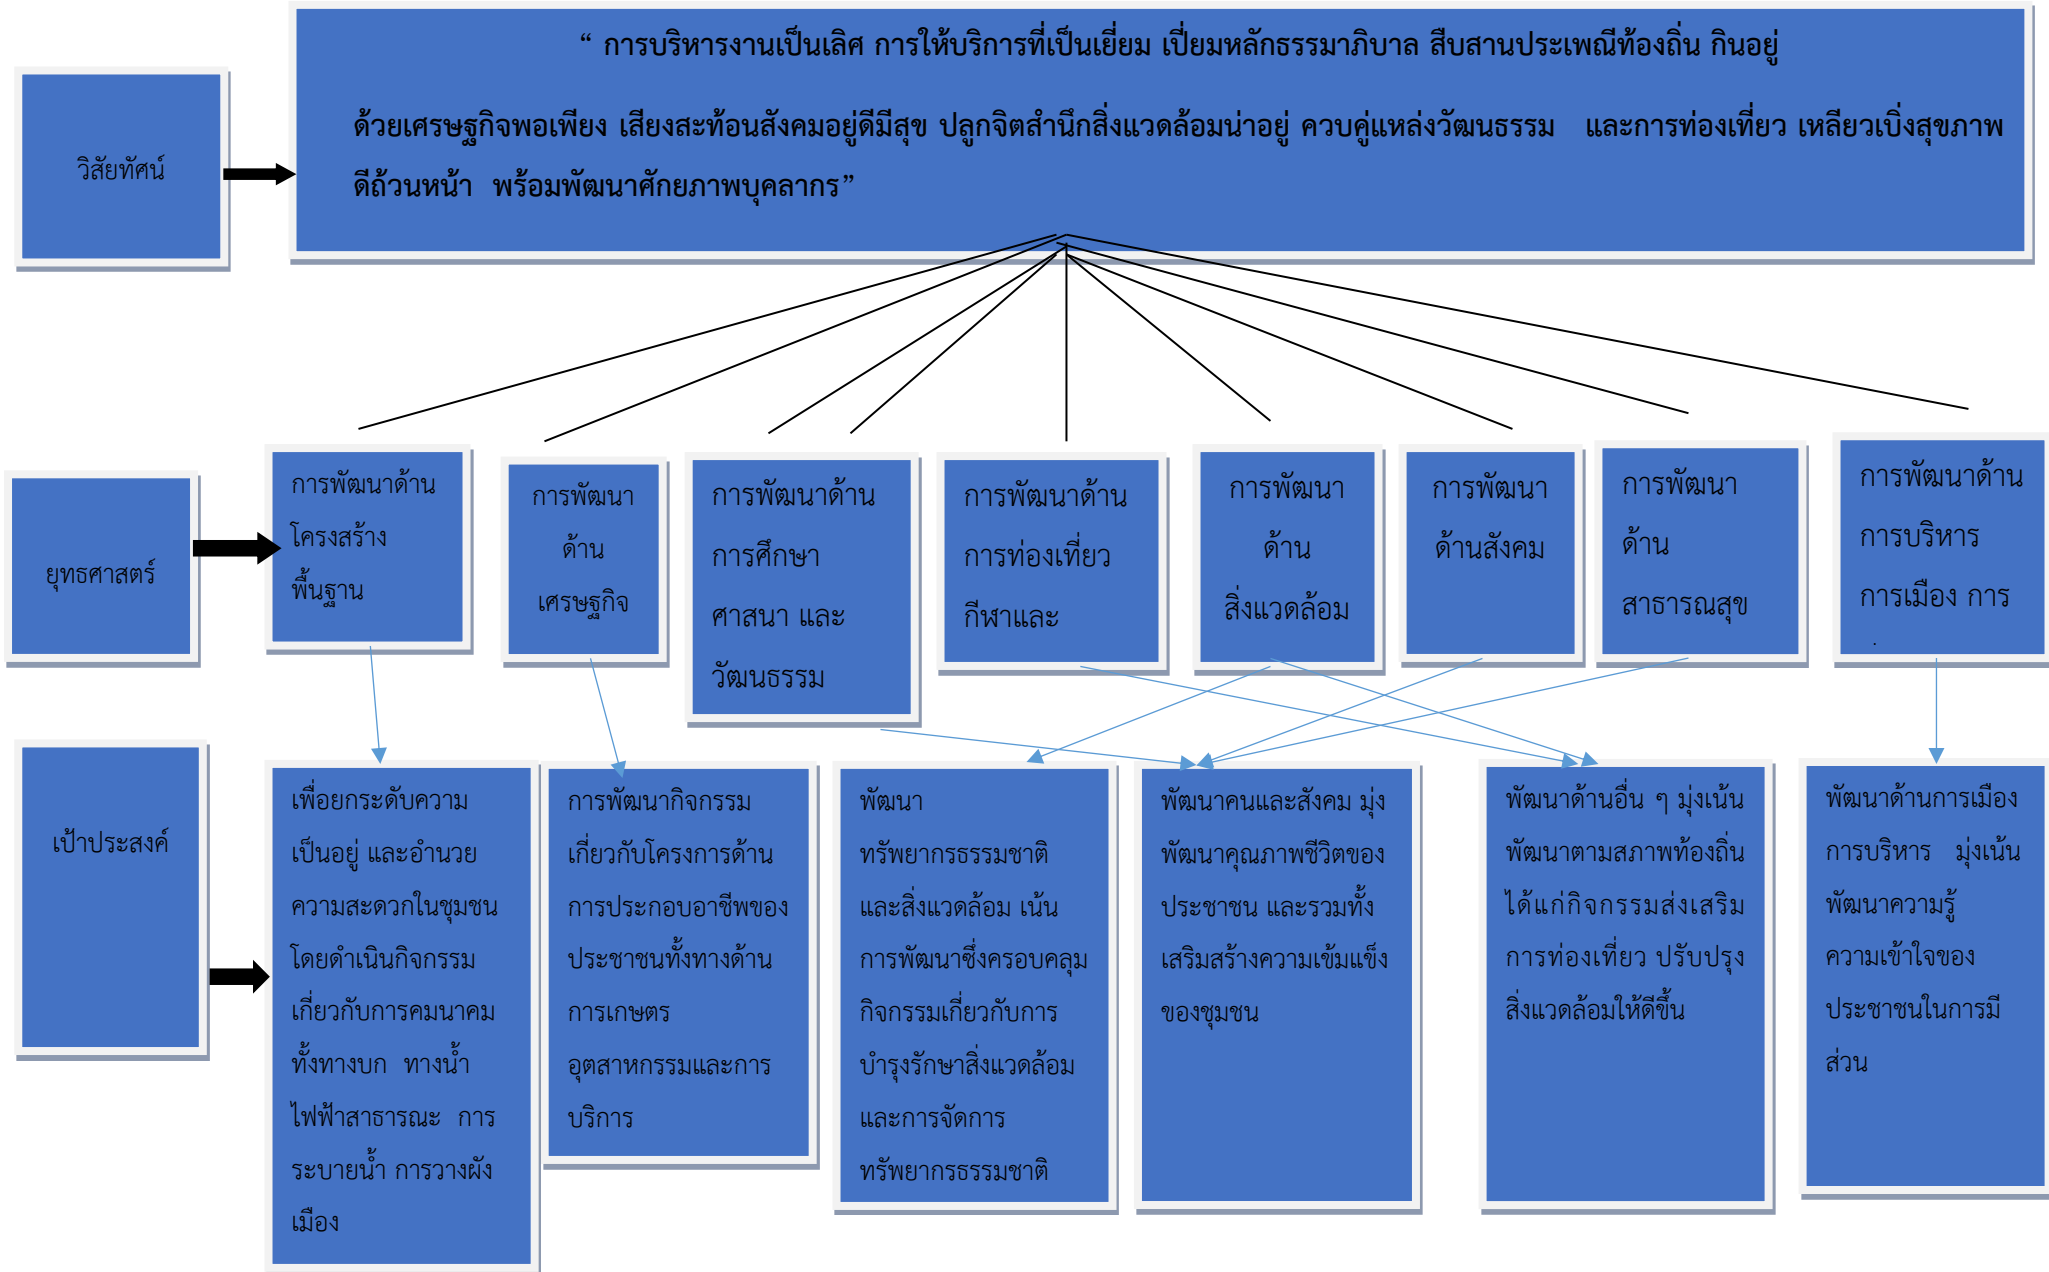 “ การบริหารงานเป็นเลิศ การให้บริการที่เป็นเยี่ยม เปี่ยมหลักธรรมาภิบาล สืบสานประเพณีท้องถิ่น กินอยู่
ด้วยเศรษฐกิจพอเพียง เสียงสะท้อนสังคมอยู่ดีมีสุข ปลูกจิตสำนึกสิ่งแวดล้อมน่าอยู่ ควบคู่แหล่งวัฒนธรรม และการท่องเที่ยว เหลียวเบิ่งสุขภาพ
ดีถ้วนหน้า พร้อมพัฒนาศักยภาพบุคลากร”
วิสัยทัศน์
ยุทธศาสตร์
การพัฒนาด้าน
โครงสร้าง
พื้นฐาน
การพัฒนา
ด้าน
เศรษฐกิจ
การพัฒนาด้าน
การศึกษา
ศาสนา และ
วัฒนธรรม
การพัฒนาด้าน
การท่องเที่ยว
กีฬาและ
การพัฒนา
ด้าน
สิ่งแวดล้อม
การพัฒนา
ด้านสังคม
การพัฒนา
ด้าน
สาธารณสุข
การพัฒนาด้าน
การบริหาร
การเมือง การ
เป้าประสงค์
เพื่อยกระดับความ
เป็นอยู่ และอำนวย
ความสะดวกในชุมชน
โดยดำเนินกิจกรรม
เกี่ยวกับการคมนาคม
ทั้งทางบก ทางน้ำ
ไฟฟ้าสาธารณะ การ
ระบายน้ำ การวางผัง
เมือง
การพัฒนากิจกรรม
เกี่ยวกับโครงการด้าน
การประกอบอาชีพของ
ประชาชนทั้งทางด้าน
การเกษตร
อุตสาหกรรมและการ
บริการ
พัฒนา
ทรัพยากรธรรมชาติ
และสิ่งแวดล้อม เน้น
การพัฒนาซึ่งครอบคลุม
กิจกรรมเกี่ยวกับการ
บำรุงรักษาสิ่งแวดล้อม
และการจัดการ
ทรัพยากรธรรมชาติ
พัฒนาคนและสังคม มุ่ง
พัฒนาคุณภาพชีวิตของ
ประชาชน และรวมทั้ง
เสริมสร้างความเข้มแข็ง
ของชุมชน
พัฒนาด้านอื่น ๆ มุ่งเน้น
พัฒนาตามสภาพท้องถิ่น
ได้แก่กิจกรรมส่งเสริม
การท่องเที่ยว ปรับปรุง
สิ่งแวดล้อมให้ดีขึ้น
พัฒนาด้านการเมือง
การบริหาร มุ่งเน้น
พัฒนาความรู้
ความเข้าใจของ
ประชาชนในการมี
ส่วน